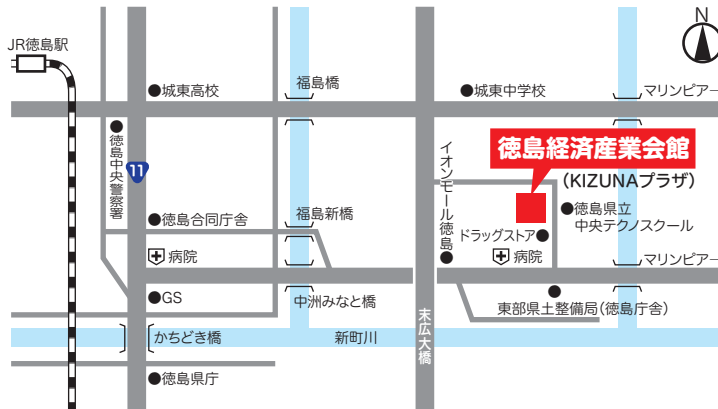 N
JR徳島駅
城東高校
福島橋
城東中学校
マリンピアー
徳島中央警察署
11
イオンモール徳島
徳島経済産業会館
(KIZUNAプラザ)
徳島合同庁舎
福島新橋
徳島県立
中央テクノスクール
ドラッグストア
病院
病院
マリンピアー
GS
中洲みなと橋
東部県土整備局(徳島庁舎)
末広大橋
かちどき橋
新町川
徳島県庁